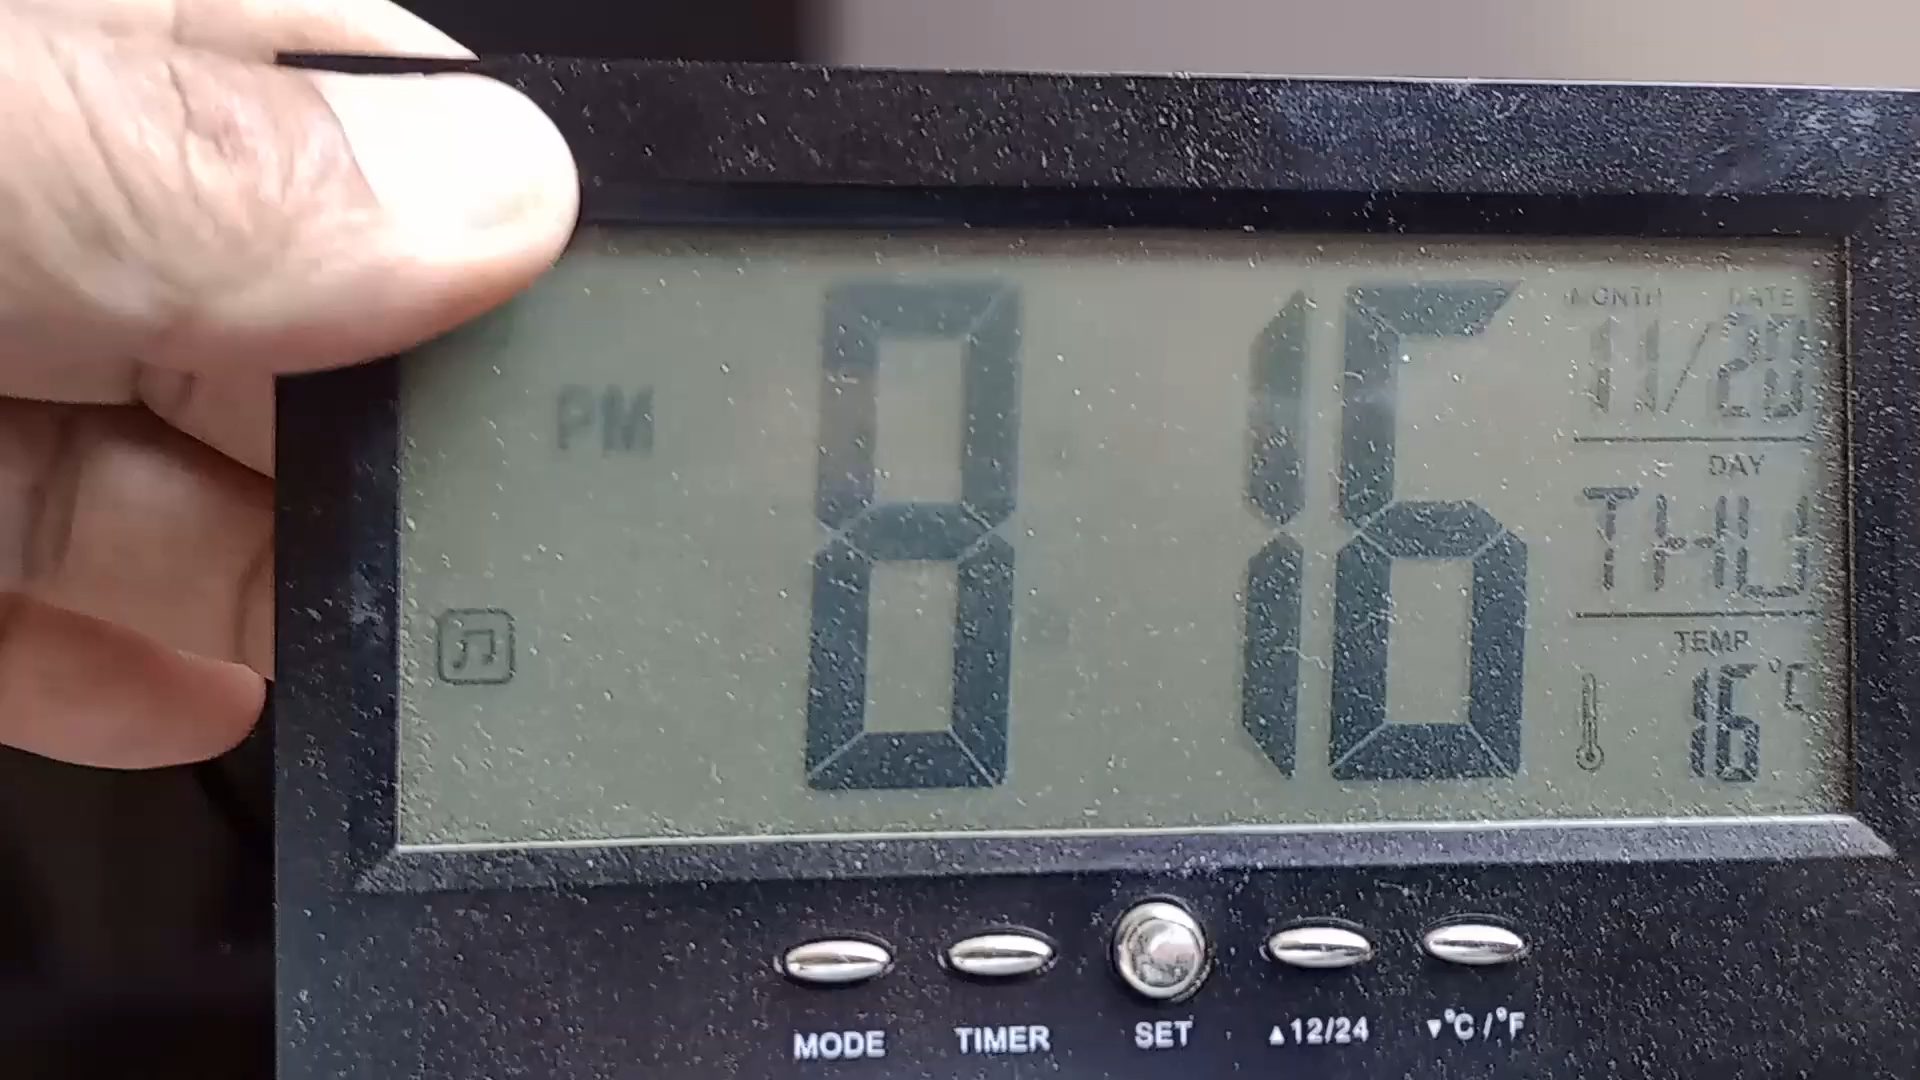 MONTH DATE
11/20
PM 8 16
DAY
THU
TEMP
16°C
MODE TIMER SET ▲12/24 ▼°C/°F